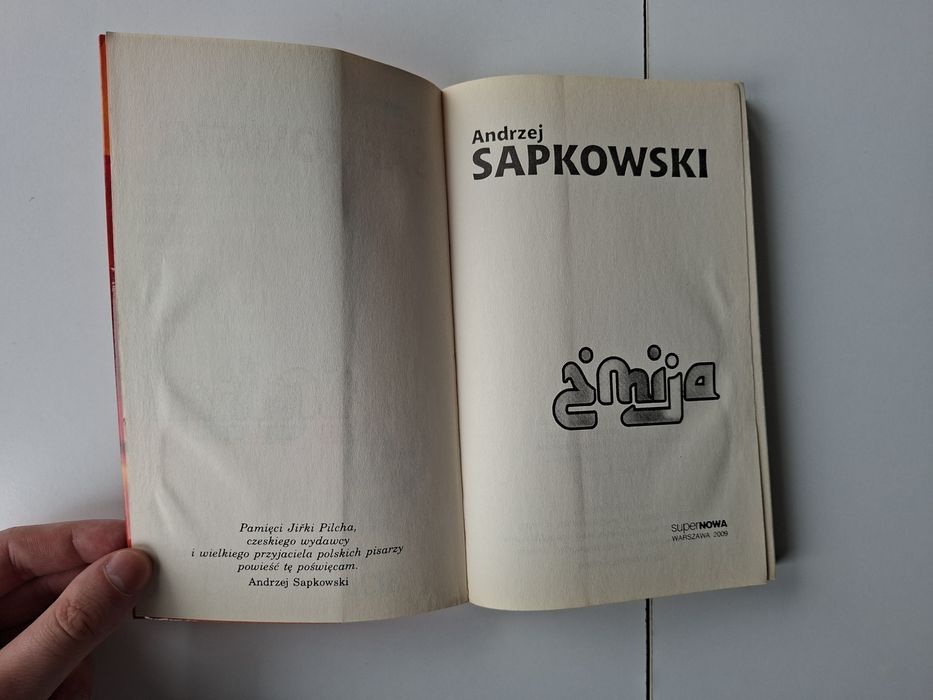 Pamięci Jiřki Pilcha,
czeskiego wydawcy
i wielkiego przyjaciela polskich pisarzy
powieść tę poświęcam.
Andrzej Sapkowski
Andrzej
SAPKOWSKI
żmija
superNOWA
WARSZAWA 2009